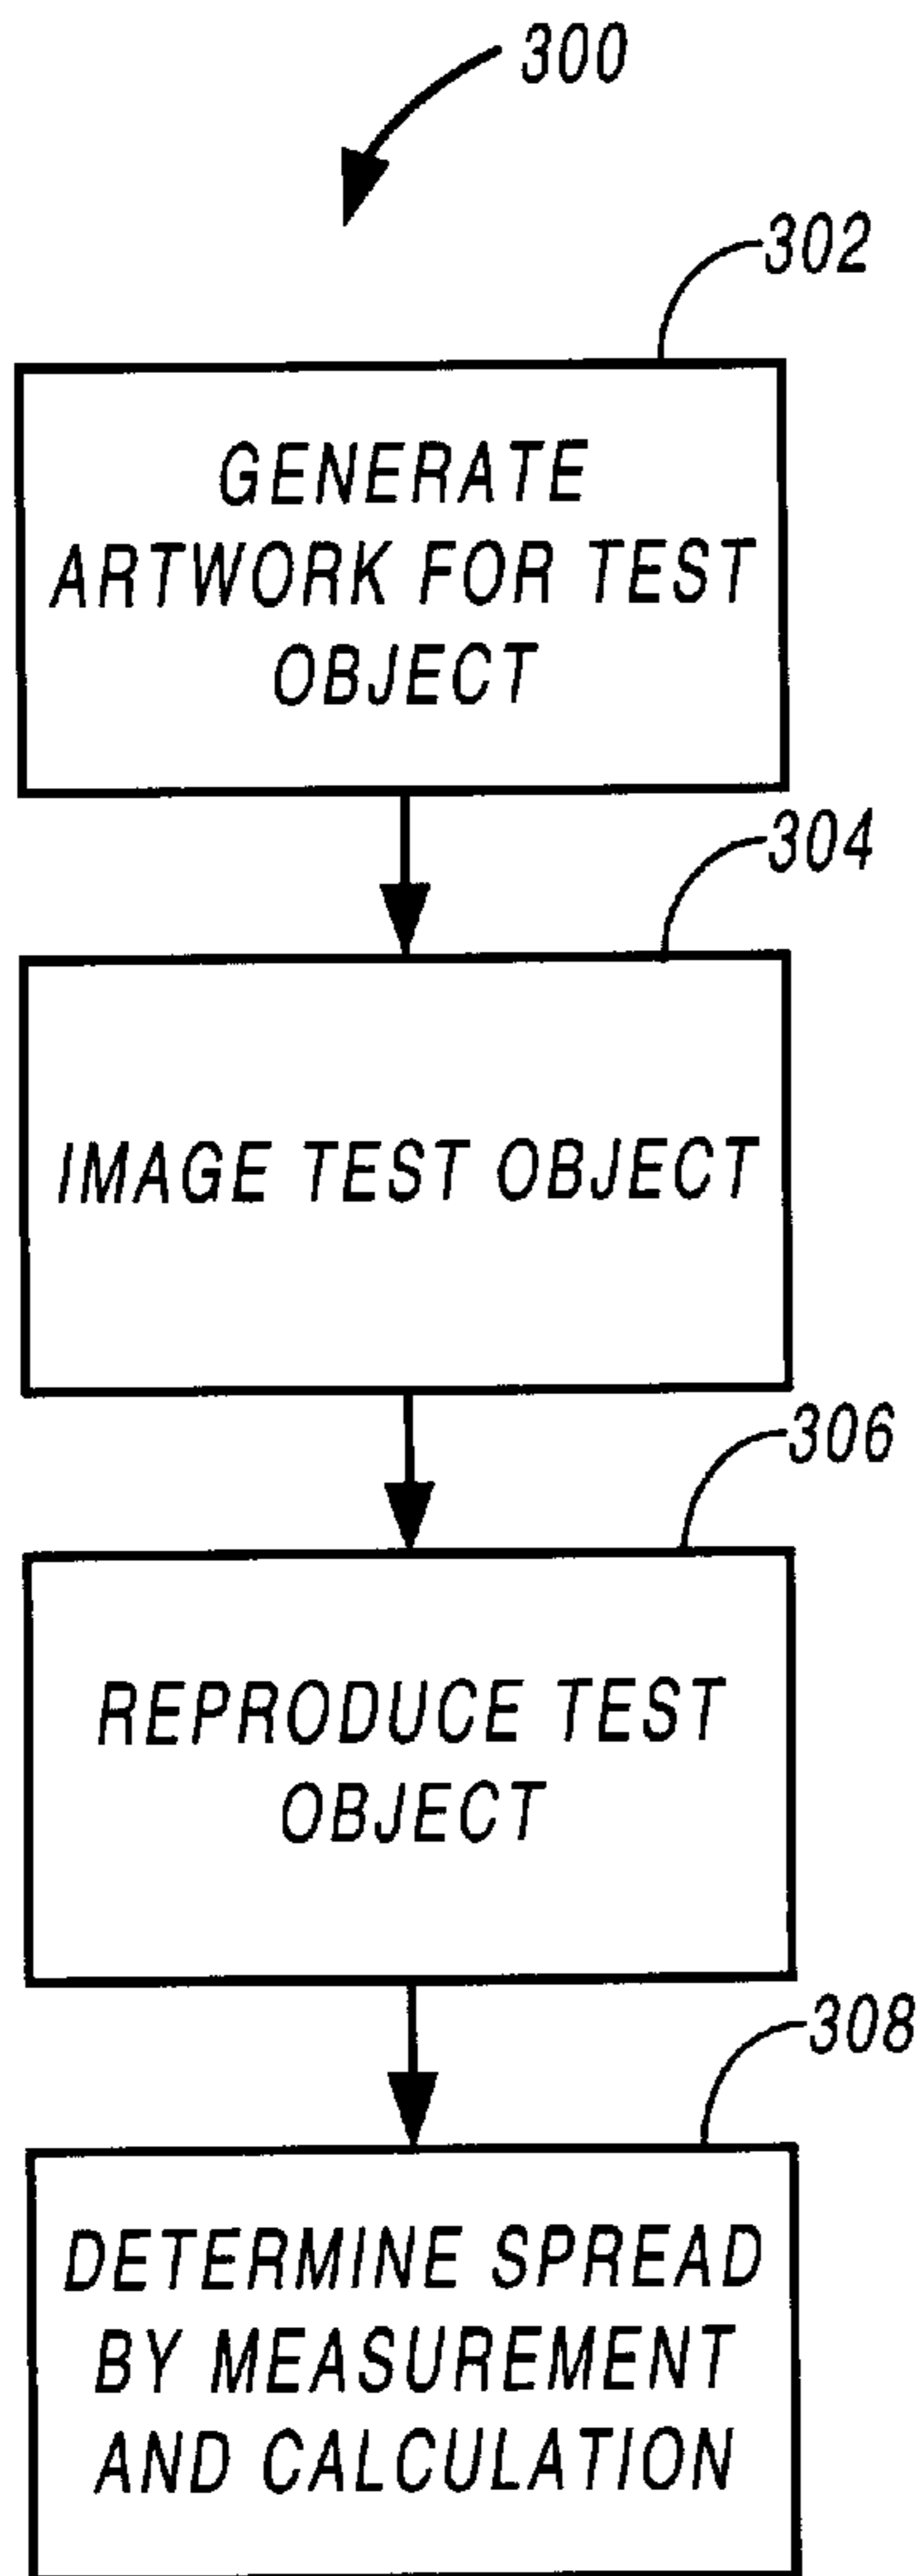 300
302
GENERATE
ARTWORK FOR TEST
OBJECT
304
IMAGE TEST OBJECT
306
REPRODUCE TEST
OBJECT
308
DETERMINE SPREAD
BY MEASUREMENT
AND CALCULATION